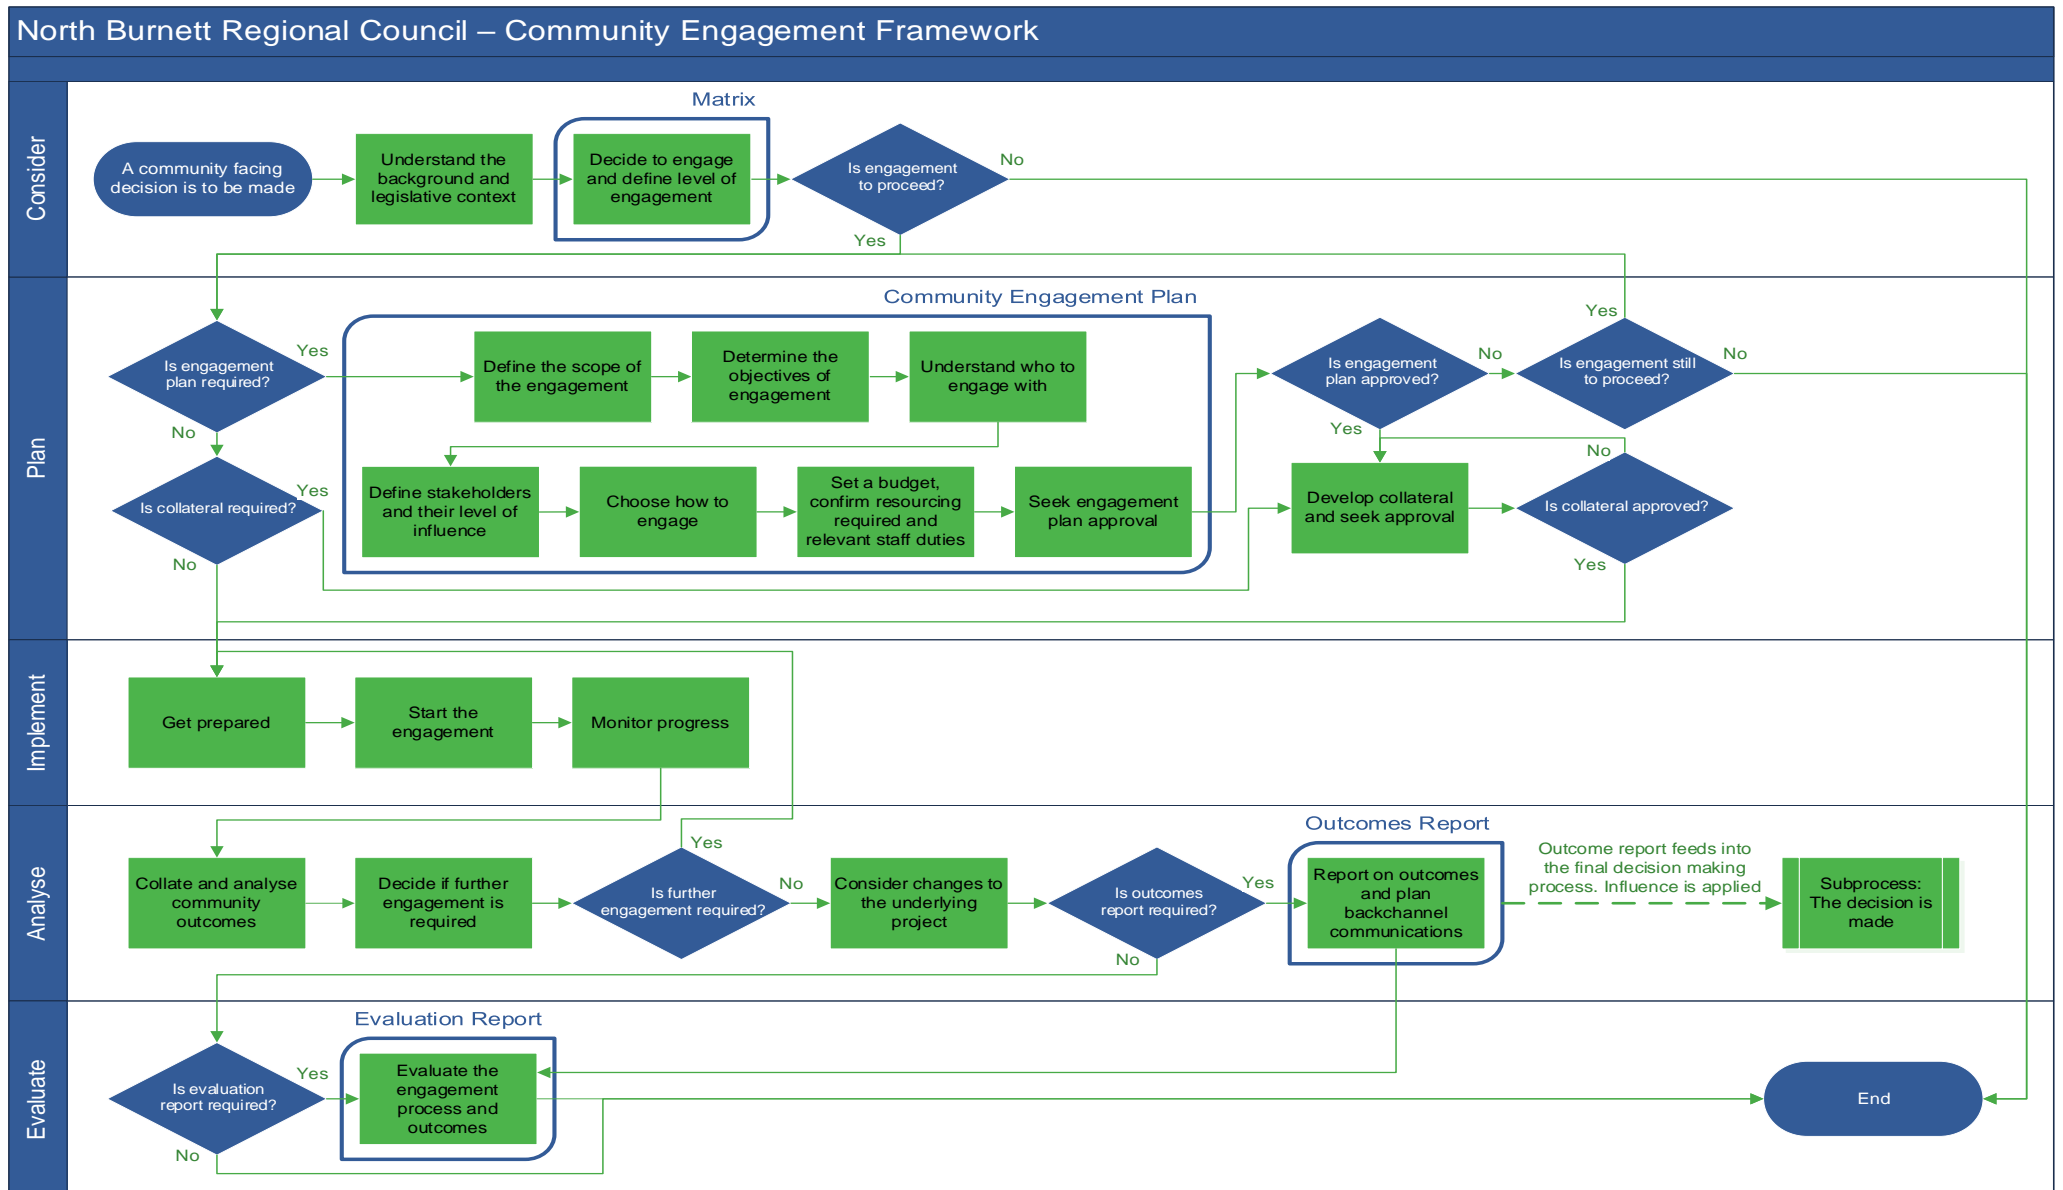 North Burnett Regional Council – Community Engagement Framework
Consider
Matrix
A community facing
decision is to be made
Understand the
background and
legislative context
Decide to engage
and define level of
engagement
Is engagement
to proceed?
No
Yes
Plan
Community Engagement Plan
Is engagement
plan required?
Yes
No
Define the scope of
the engagement
Determine the
objectives of
engagement
Understand who to
engage with
Is engagement
plan approved?
No
Yes
Is engagement still
to proceed?
Yes
No
Is collateral required?
Yes
No
Define stakeholders
and their level of
influence
Choose how to
engage
Set a budget,
confirm resourcing
required and
relevant staff duties
Seek engagement
plan approval
Develop collateral
and seek approval
Is collateral approved?
No
Yes
Implement
Get prepared
Start the
engagement
Monitor progress
Analyse
Collate and analyse
community
outcomes
Decide if further
engagement is
required
Is further
engagement required?
Yes
No
Consider changes to
the underlying
project
Is outcomes
report required?
Yes
No
Outcomes Report
Report on outcomes
and plan
backchannel
communications
Outcome report feeds into
the final decision making
process. Influence is applied
Subprocess:
The decision is
made
Evaluate
Evaluation Report
Is evaluation
report required?
Yes
No
Evaluate the
engagement
process and
outcomes
End